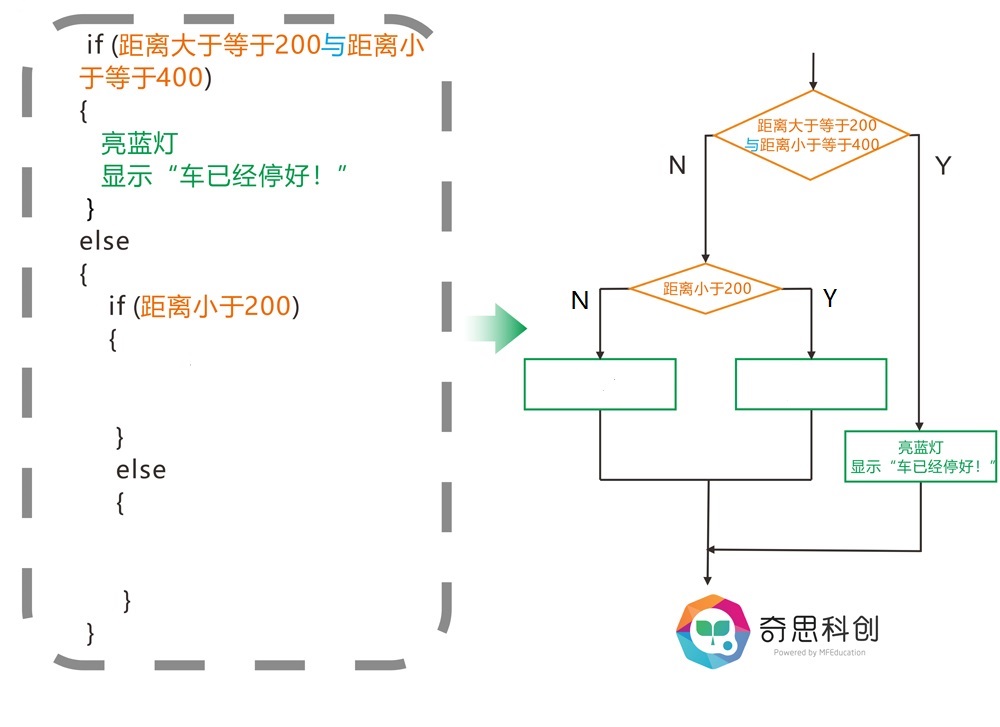 if (距离大于等于200与距离小
于等于400)
{
亮蓝灯
显示“车已经停好！”
}
else
{
if (距离小于200)
{
}
else
{
}
}
距离大于等于200
与距离小于等于400
N
Y
距离小于200
N
Y
亮蓝灯
显示“车已经停好！”
奇思科创
Powered by MFEducation